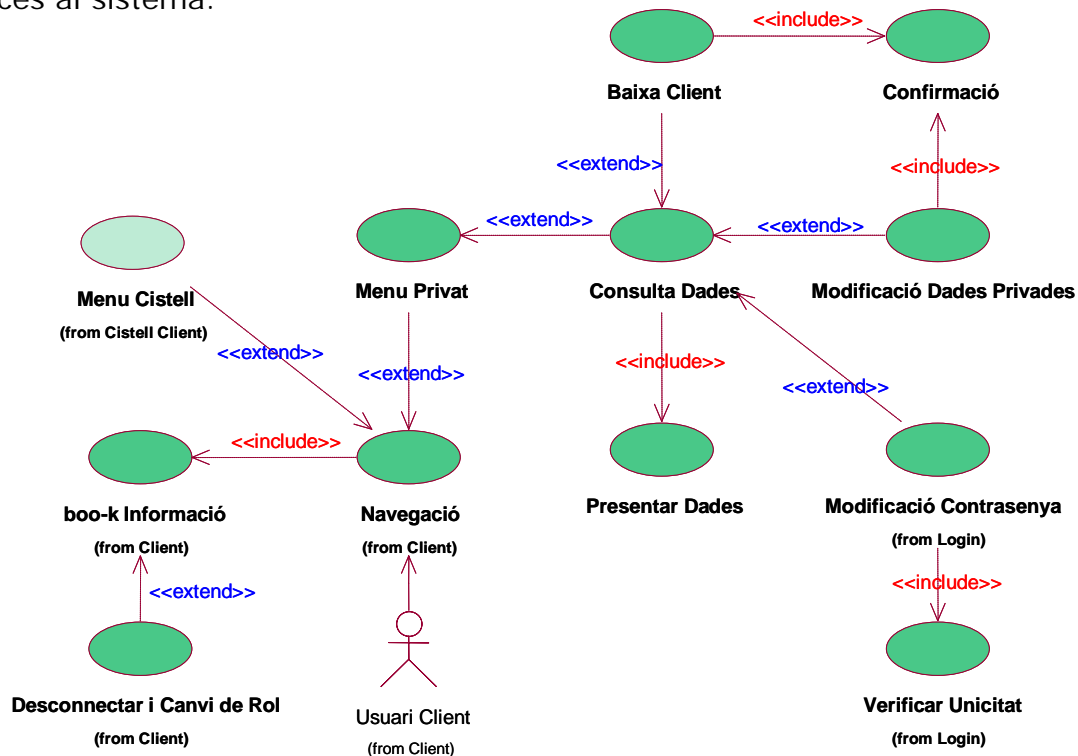 cés al sistema.
<<include>>
Baixa Client
Confirmació
<<extend>>
<<include>>
<<extend>>
<<extend>>
Menu Cistell
(from Cistell Client)
Menu Privat
Consulta Dades
Modificació Dades Privades
<<extend>>
<<extend>>
<<include>>
<<extend>>
<<include>>
boo-k Informació
(from Client)
Navegació
(from Client)
Presentar Dades
Modificació Contrasenya
(from Login)
<<extend>>
<<include>>
Desconnectar i Canvi de Rol
(from Client)
Usuari Client
(from Client)
Verificar Unicitat
(from Login)